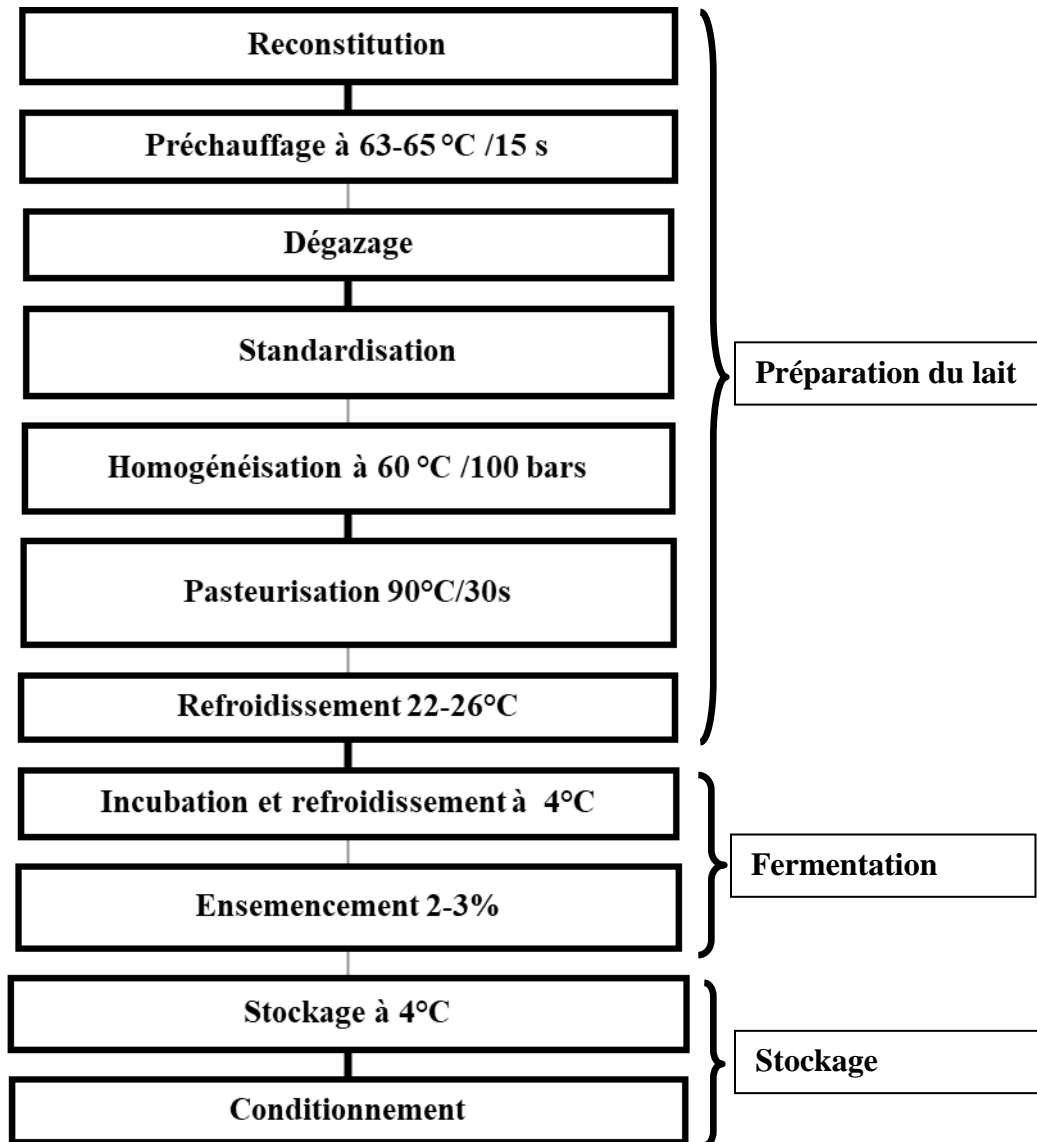 Reconstitution
Préchauffage à 63-65 °C /15 s
Dégazage
Standardisation
Préparation du lait
Homogénéisation à 60 °C /100 bars
Pasteurisation 90°C/30s
Refroidissement 22-26°C
Incubation et refroidissement à 4°C
Fermentation
Ensemencement 2-3%
Stockage à 4°C
Stockage
Conditionnement